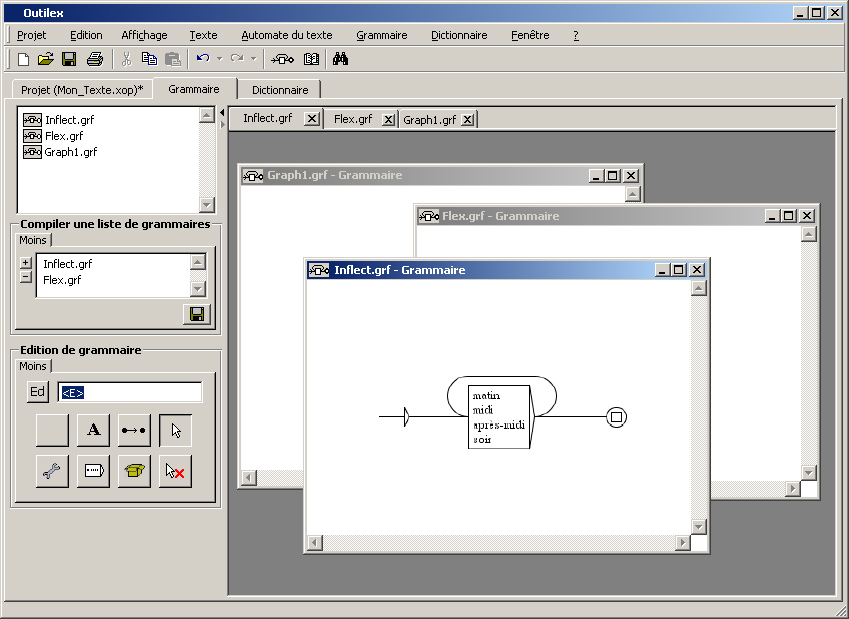 Outilex
Projet Edition Affichage Texte Automate du texte Grammaire Dictionnaire Fenêtre ?
Projet (Mon_Texte.xop)* Grammaire Dictionnaire
Inflect.grf
Flex.grf
Graph1.grf
Compiler une liste de grammaires
Moins
+
−
Inflect.grf
Flex.grf
Edition de grammaire
Moins
Ed <E>
A
Inflect.grf Flex.grf Graph1.grf
Graph1.grf - Grammaire
Flex.grf - Grammaire
Inflect.grf - Grammaire
matin
midi
après-midi
soir